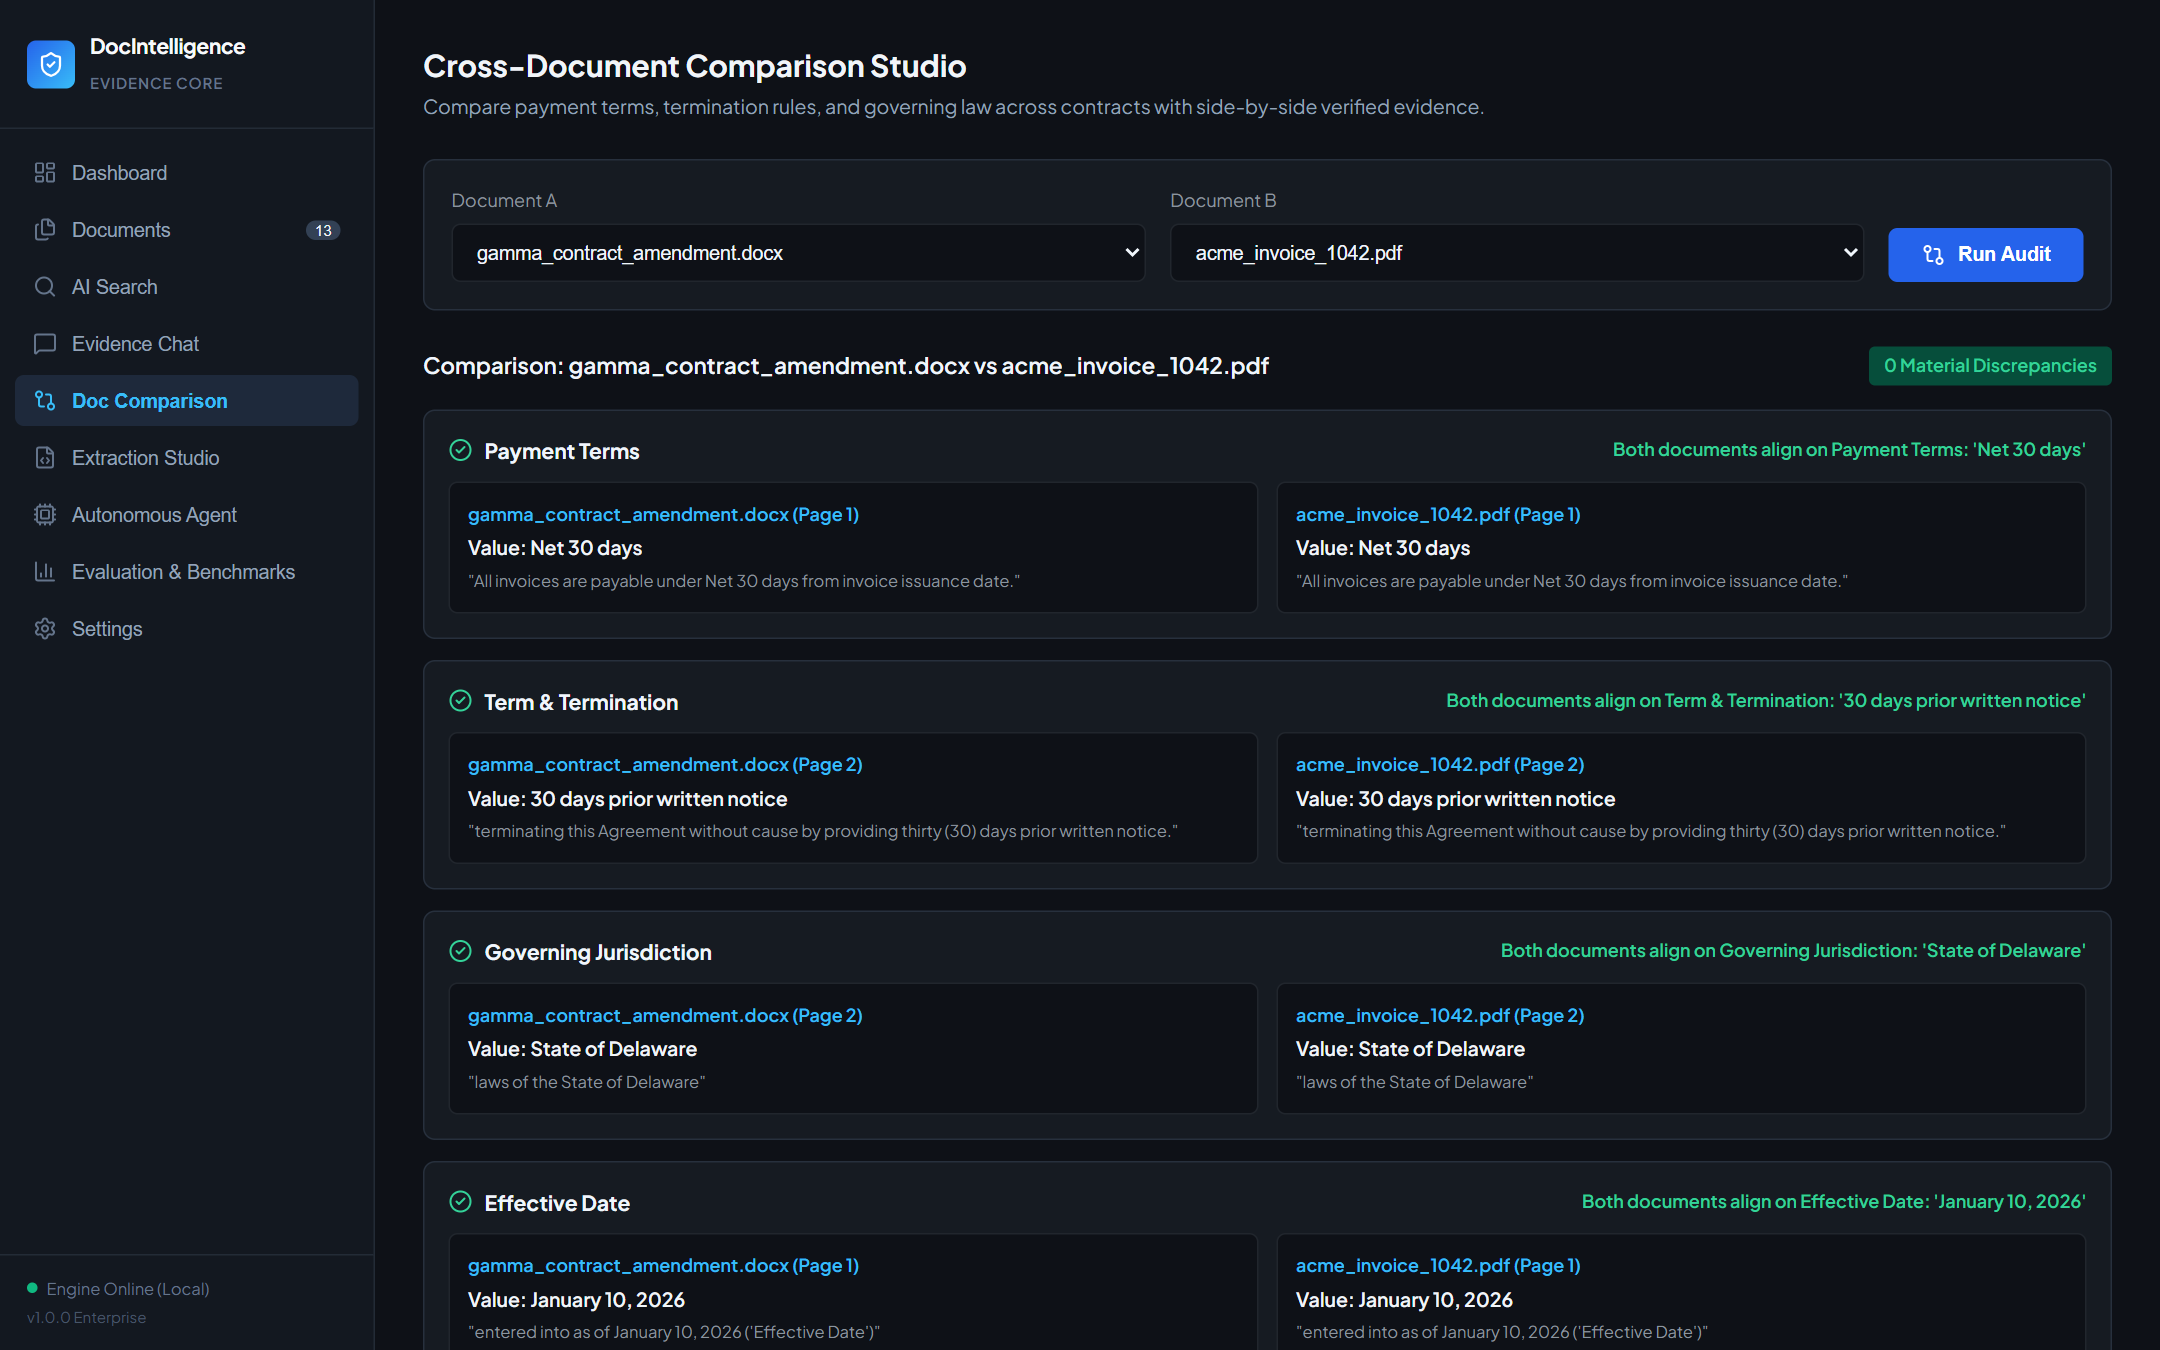 DocIntelligence
EVIDENCE CORE
Dashboard
Documents 13
AI Search
Evidence Chat
Doc Comparison
Extraction Studio
Autonomous Agent
Evaluation & Benchmarks
Settings
Engine Online (Local)
v1.0.0 Enterprise
Cross-Document Comparison Studio
Compare payment terms, termination rules, and governing law across contracts with side-by-side verified evidence.
Document A
gamma_contract_amendment.docx
Document B
acme_invoice_1042.pdf
Run Audit
Comparison: gamma_contract_amendment.docx vs acme_invoice_1042.pdf
0 Material Discrepancies
Payment Terms
Both documents align on Payment Terms: 'Net 30 days'
gamma_contract_amendment.docx (Page 1)
Value: Net 30 days
"All invoices are payable under Net 30 days from invoice issuance date."
acme_invoice_1042.pdf (Page 1)
Value: Net 30 days
"All invoices are payable under Net 30 days from invoice issuance date."
Term & Termination
Both documents align on Term & Termination: '30 days prior written notice'
gamma_contract_amendment.docx (Page 2)
Value: 30 days prior written notice
"terminating this Agreement without cause by providing thirty (30) days prior written notice."
acme_invoice_1042.pdf (Page 2)
Value: 30 days prior written notice
"terminating this Agreement without cause by providing thirty (30) days prior written notice."
Governing Jurisdiction
Both documents align on Governing Jurisdiction: 'State of Delaware'
gamma_contract_amendment.docx (Page 2)
Value: State of Delaware
"laws of the State of Delaware"
acme_invoice_1042.pdf (Page 2)
Value: State of Delaware
"laws of the State of Delaware"
Effective Date
Both documents align on Effective Date: 'January 10, 2026'
gamma_contract_amendment.docx (Page 1)
Value: January 10, 2026
"entered into as of January 10, 2026 ('Effective Date')"
acme_invoice_1042.pdf (Page 1)
Value: January 10, 2026
"entered into as of January 10, 2026 ('Effective Date')"